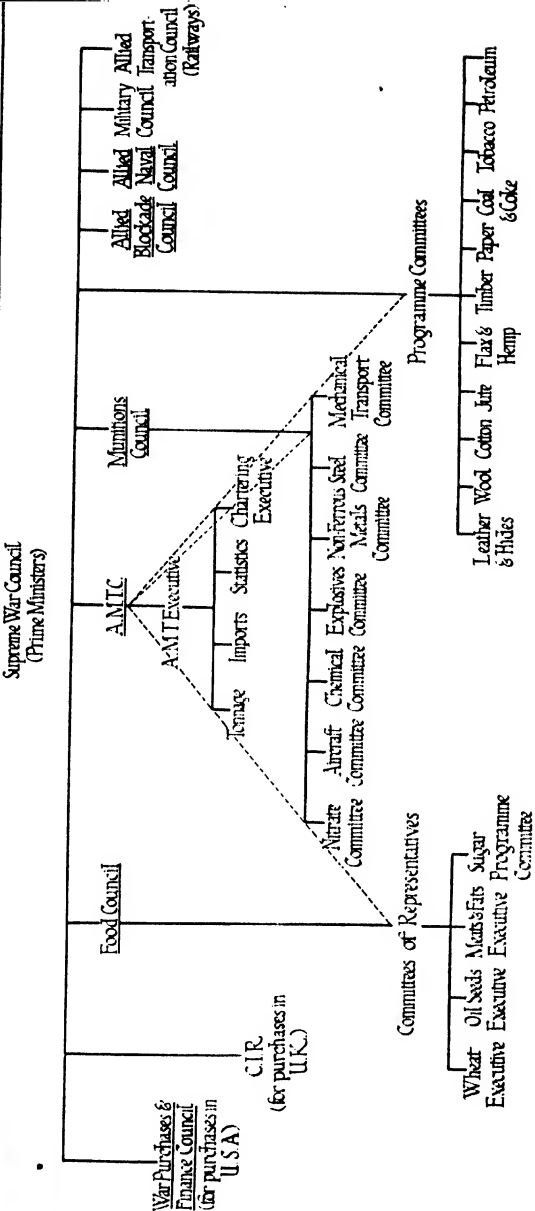 Supreme War Council
(Prime Ministers)
War Purchases &
Finance Council
(for purchases in
U.S.A.)
C.I.R.
(for purchases in
U.K.)
Food Council
A.M.T.C.
Munitions
Council
Allied
Blockade
Council
Allied
Naval
Council
Military
Council
Allied
Transport-
ation Council
(Railways)
A.M.T Executive
Tonnage
Imports
Statistics
Chartering
Executive
Nitrate
Committee
Aircraft
Committee
Chemical
Committee
Explosives
Committee
Non-Ferrous
Metals
Committee
Steel
Committee
Mechanical
Transport
Committee
Committees of Representatives
Programme Committees
Wheat
Executive
Oil Seeds
Executive
Meats & Fats
Executive
Sugar
Programme
Committee
Leather
& Hides
Wool
Cotton
Jute
Flax &
Hemp
Timber
Paper
Coal
& Coke
Tobacco
Petroleum